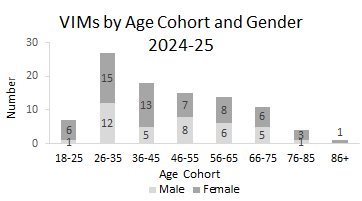 VIMs by Age Cohort and Gender
2024-25
30
20
10
0
Number
6 15 13 7 8 6 3 1
1 12 5 8 6 5 1
18-25 26-35 36-45 46-55 56-65 66-75 76-85 86+
Age Cohort
Male Female